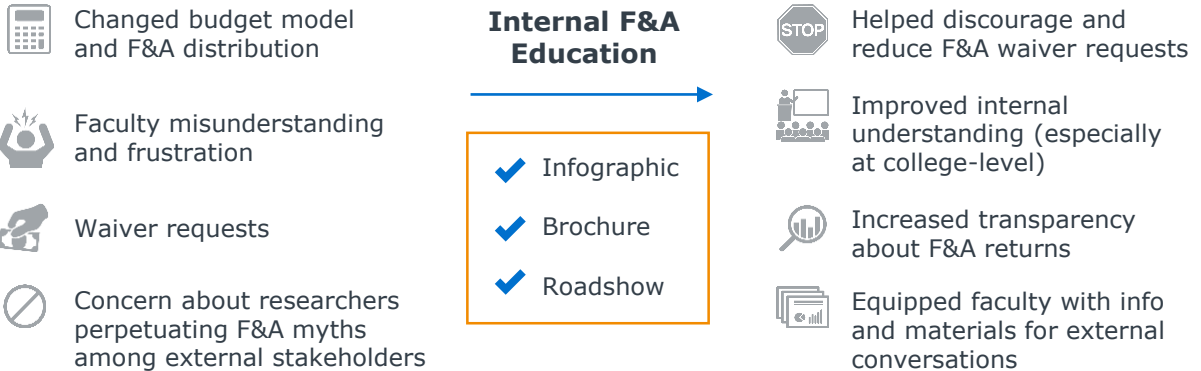 Changed budget model
and F&A distribution
Faculty misunderstanding
and frustration
Waiver requests
Concern about researchers
perpetuating F&A myths
among external stakeholders
Internal F&A
Education
Infographic
Brochure
Roadshow
STOP
Helped discourage and
reduce F&A waiver requests
Improved internal
understanding (especially
at college-level)
Increased transparency
about F&A returns
Equipped faculty with info
and materials for external
conversations